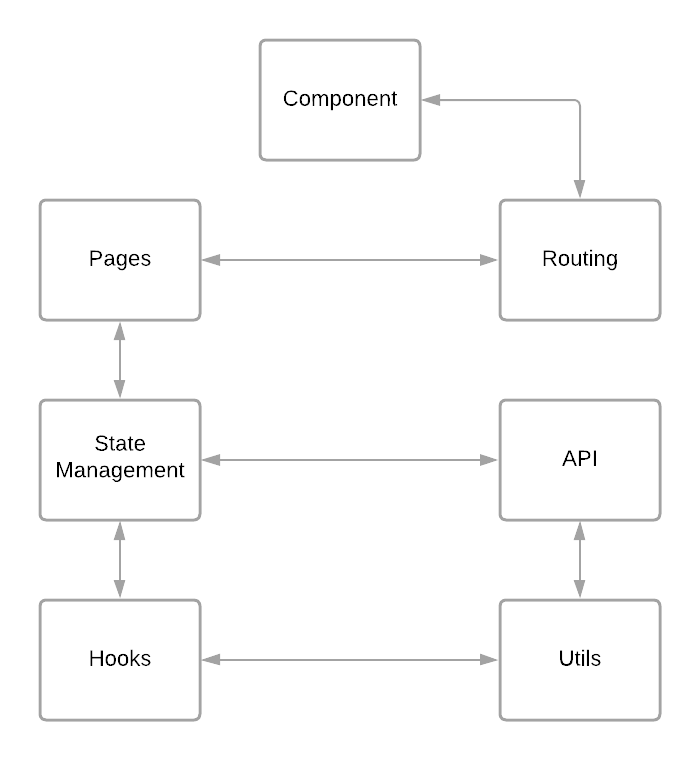 Component
Pages
Routing
State
Management
API
Hooks
Utils